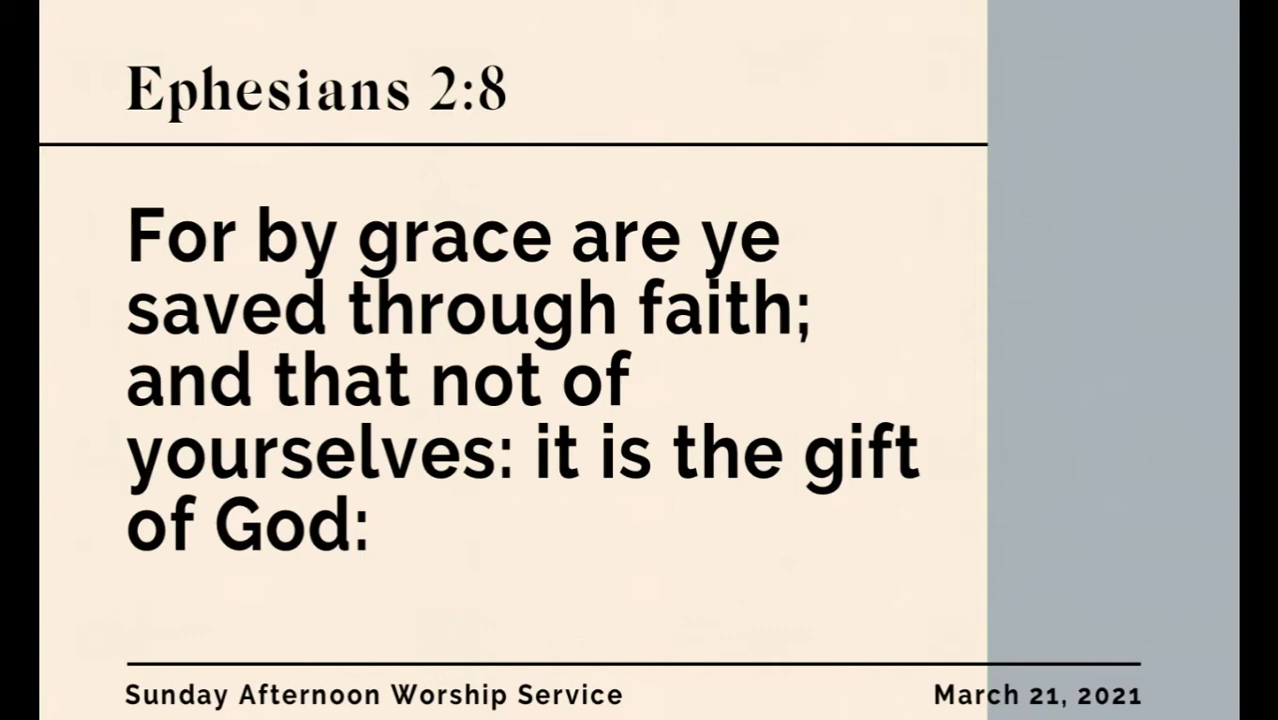 Ephesians 2:8
For by grace are ye
saved through faith;
and that not of
yourselves: it is the gift
of God:
Sunday Afternoon Worship Service
March 21, 2021